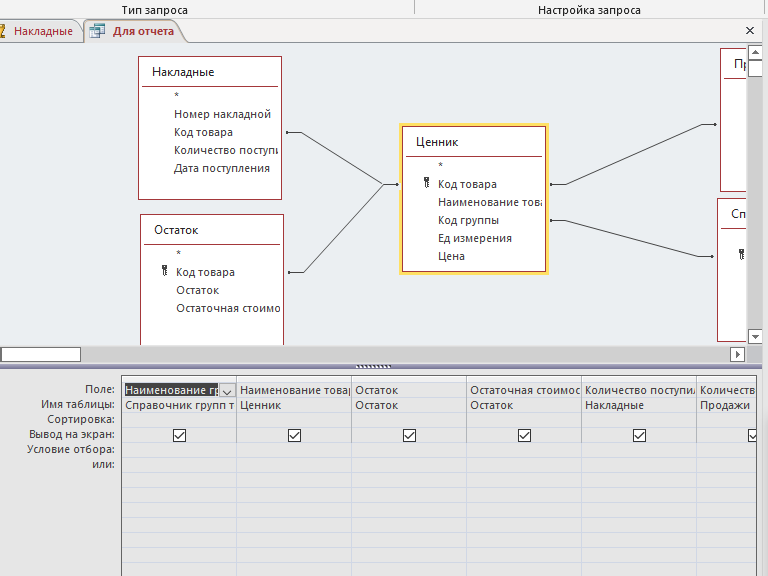 Тип запроса
Настройка запроса
Накладные
Для отчета
Накладные
*
Номер накладной
Код товара
Количество поступи
Дата поступления
Остаток
*
Код товара
Остаток
Остаточная стоимо
Ценник
*
Код товара
Наименование това
Код группы
Ед измерения
Цена
Пр
Сп
Поле: Наименование гр Наименование товар Остаток Остаточная стоимос Количество поступил Количеств
Имя таблицы: Справочник групп т Ценник Остаток Остаток Накладные Продажи
Сортировка:
Вывод на экран:
Условие отбора:
или: